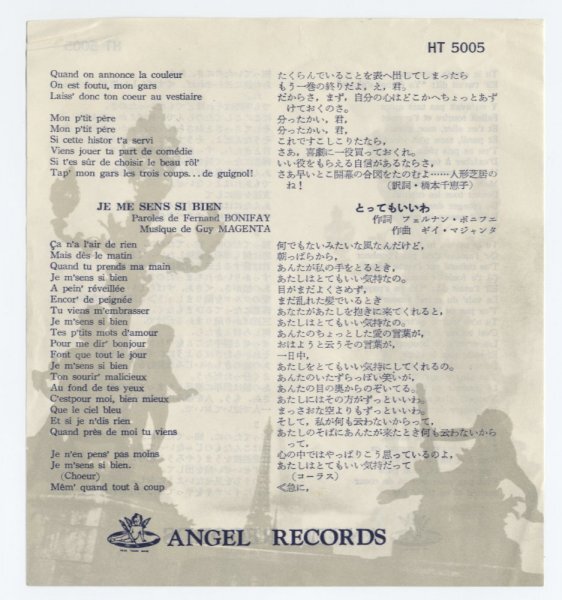 HT 5005
Quand on annonce la couleur
On est foutu, mon gars
Laiss' donc ton coeur au vestiaire
Mon p'tit père
Mon p'tit père
Si cette histor t'a servi
Viens jouer ta part de comédie
Si t'es sûr de choisir le beau rôl'
Tap' mon gars les trois coups...de guignol!
たくらんでいることを表へ出してしまったら
もう一巻の終りだよ,え,君。
だからさ,まず,自分の心はどこかへちょっとあず
けておくのさ。
分ったかい,君,
分ったかい,君,
これですこしこりたなら,
さあ,喜劇に一役買っておくれ。
いい役をもらえる自信があるならさ,
さあ早いとこ開幕の合図をたのむよ……人形芝居の
ね! (訳詞・橋本千恵子)
JE ME SENS SI BIEN
Paroles de Fernand BONIFAY
Musique de Guy MAGENTA
とってもいいわ
作詞 フェルナン・ボニフェ
作曲 ギイ・マジャンタ
Ça n'a l'air de rien
Mais dès le matin
Quand tu prends ma main
Je m'sens si bien
A pein' réveillée
Encor' de peignée
Tu viens m'embrasser
Je m'sens si bien
Tes p'tits mots d'amour
Pour me dir' bonjour
Font que tout le jour
Je m'sens si bien
Ton sourir' malicieux
Au fond de tes yeux
C'estpour moi, bien mieux
Que le ciel bleu
Et si je n'dis rien
Quand près de moi tu viens
Je n'en pens' pas moins
Je m'sens si bien.
(Choeur)
Mêm' quand tout à coup
何でもないみたいな風なんだけど,
朝っぱらから,
あんたが私の手をとるとき,
あたしはとてもいい気持なの。
目がまだよくさめず,
まだ乱れた髪でいるとき
あなたがあたしを抱きに来てくれると,
あたしはとてもいい気持なの。
あんたのちょっとした愛の言葉が,
おはようと云うその言葉が,
一日中,
あたしをとてもいい気持にしてくれるの。
あんたのいたずらっぽい笑いが,
あんたの目の奥からのぞいてる。
あたしにはその方がずっといいわ。
まっさおな空よりもずっといいわ。
そして,私が何も云わないからって,
あたしのそばにあんたが来たとき何も云わないから
って,
心の中ではやっぱりこう思っているのよ,
あたしはとてもいい気持だって
(コーラス)
≪急に,
ANGEL RECORDS